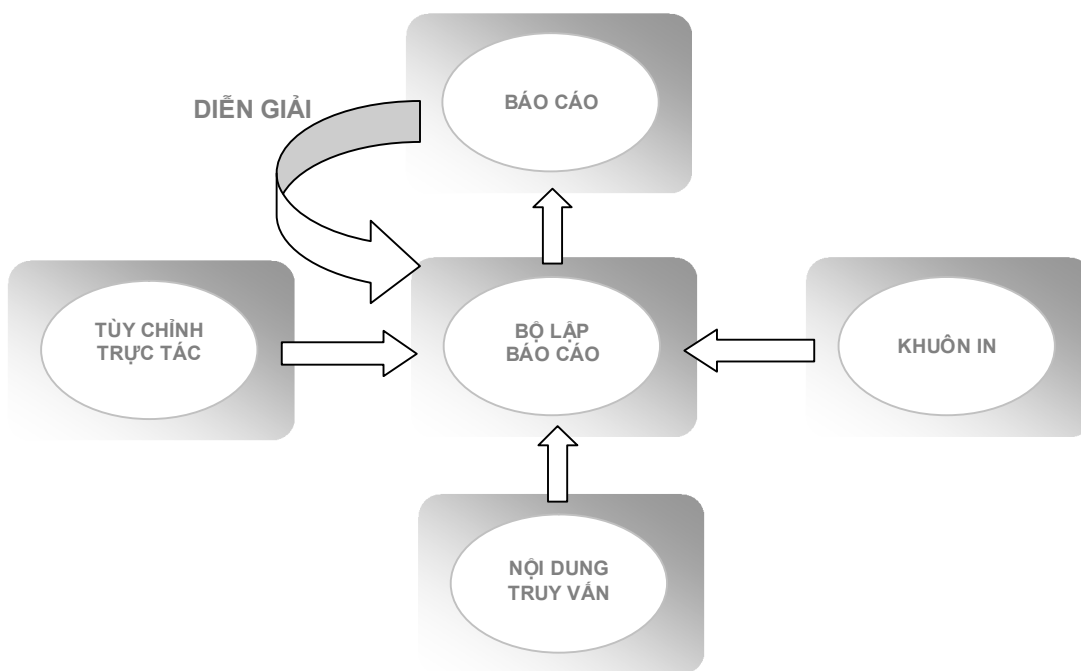 BÁO CÁO
DIỄN GIẢI
TÙY CHỈNH
TRỰC TÁC
BỘ LẬP
BÁO CÁO
KHUÔN IN
NỘI DUNG
TRUY VẤN